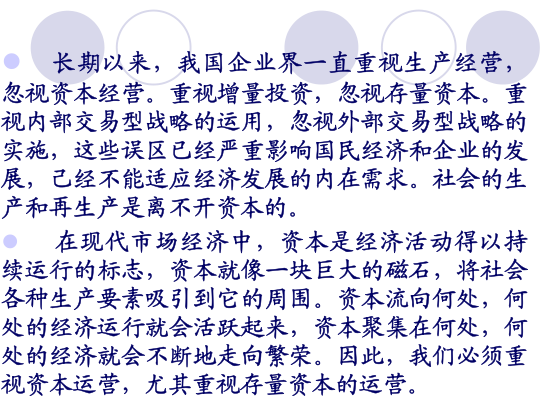 长期以来，我国企业界一直重视生产经营，
忽视资本经营。重视增量投资，忽视存量资本。重
视内部交易型战略的运用，忽视外部交易型战略的
实施，这些误区已经严重影响国民经济和企业的发
展，己经不能适应经济发展的内在需求。社会的生
产和再生产是离不开资本的。
在现代市场经济中，资本是经济活动得以持
续运行的标志，资本就像一块巨大的磁石，将社会
各种生产要素吸引到它的周围。资本流向何处，何
处的经济运行就会活跃起来，资本聚集在何处，何
处的经济就会不断地走向繁荣。因此，我们必须重
视资本运营，尤其重视存量资本的运营。